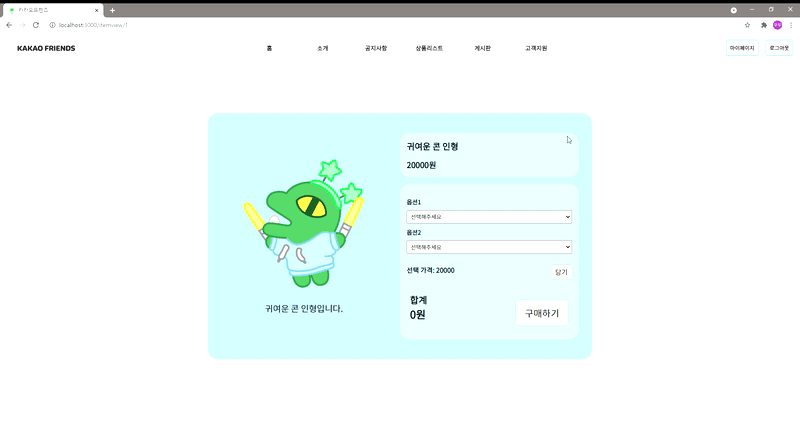 카카오프렌즈
localhost:3000/itemview/1
KAKAO FRIENDS
홈
소개
공지사항
상품리스트
게시판
고객지원
마이페이지
로그아웃
귀여운 콘 인형
20000원
옵션1
선택해주세요
옵션2
선택해주세요
선택 가격: 20000
담기
합계
0원
구매하기
귀여운 콘 인형입니다.